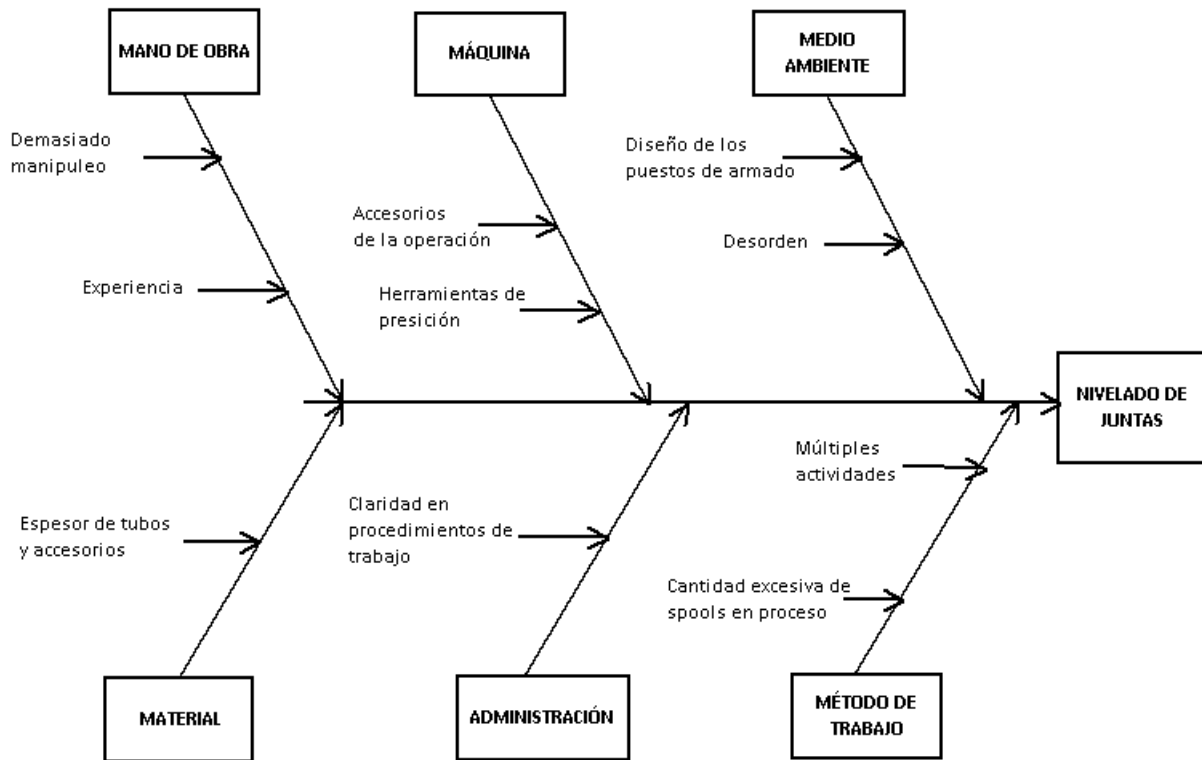 MANO DE OBRA
MÁQUINA
MEDIO
AMBIENTE
Demasiado
manipuleo
Diseño de los
puestos de armado
Accesorios
de la operación
Desorden
Experiencia
Herramientas de
presición
NIVELADO DE
JUNTAS
Múltiples
actividades
Espesor de tubos
y accesorios
Claridad en
procedimientos de
trabajo
Cantidad excesiva de
spools en proceso
MATERIAL
ADMINISTRACIÓN
MÉTODO DE
TRABAJO